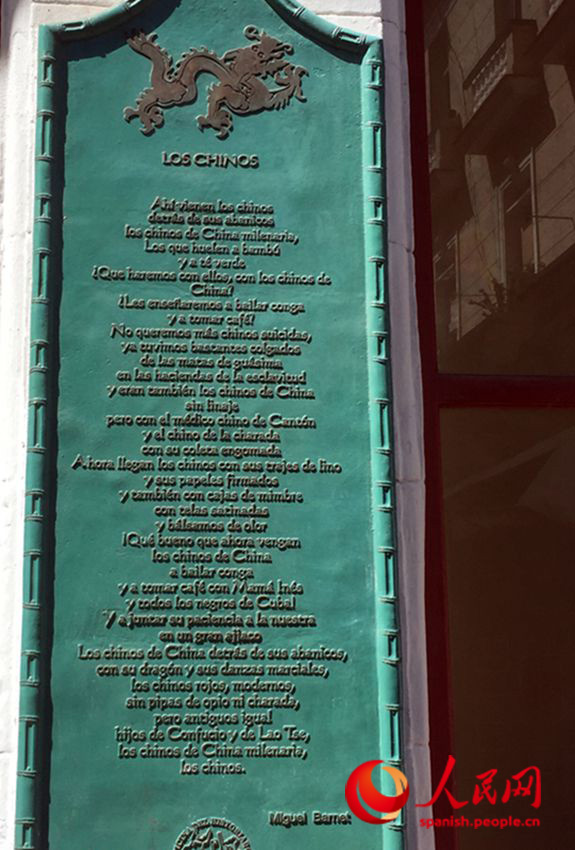 LOS CHINOS
Ahí vienen los chinos
detrás de sus abanicos
los chinos de China milenaria,
Los que huelen a bambú
y a té verde
¿Que haremos con ellos, con los chinos de
China?
¿Les enseñaremos a bailar conga
y a tomar café?
No queremos más chinos suicidas,
ya tuvimos bastantes colgados
de las matas de guásima
en las haciendas de la esclavitud
y eran también los chinos de China
sin linaje
pero con el médico chino de Cantón
y el chino de la charada
con su coleta engomada
Ahora llegan los chinos con sus trajes de lino
y sus papeles firmados
y también con cajas de mimbre
con telas satinadas
y bálsamos de olor
¡Qué bueno que ahora vengan
los chinos de China
a bailar conga
y a tomar café con Mamá Inés
y todos los negros de Cuba!
Y a juntar su paciencia a la nuestra
en un gran ajiaco
Los chinos de China detrás de sus abanicos,
con su dragón y sus danzas marciales,
los chinos rojos, modernos,
sin pipas de opio ni charada,
pero antiguos igual
hijos de Confucio y de Lao Tse,
los chinos de China milenaria,
los chinos.
Miguel Barnet
人民网
spanish.people.cn